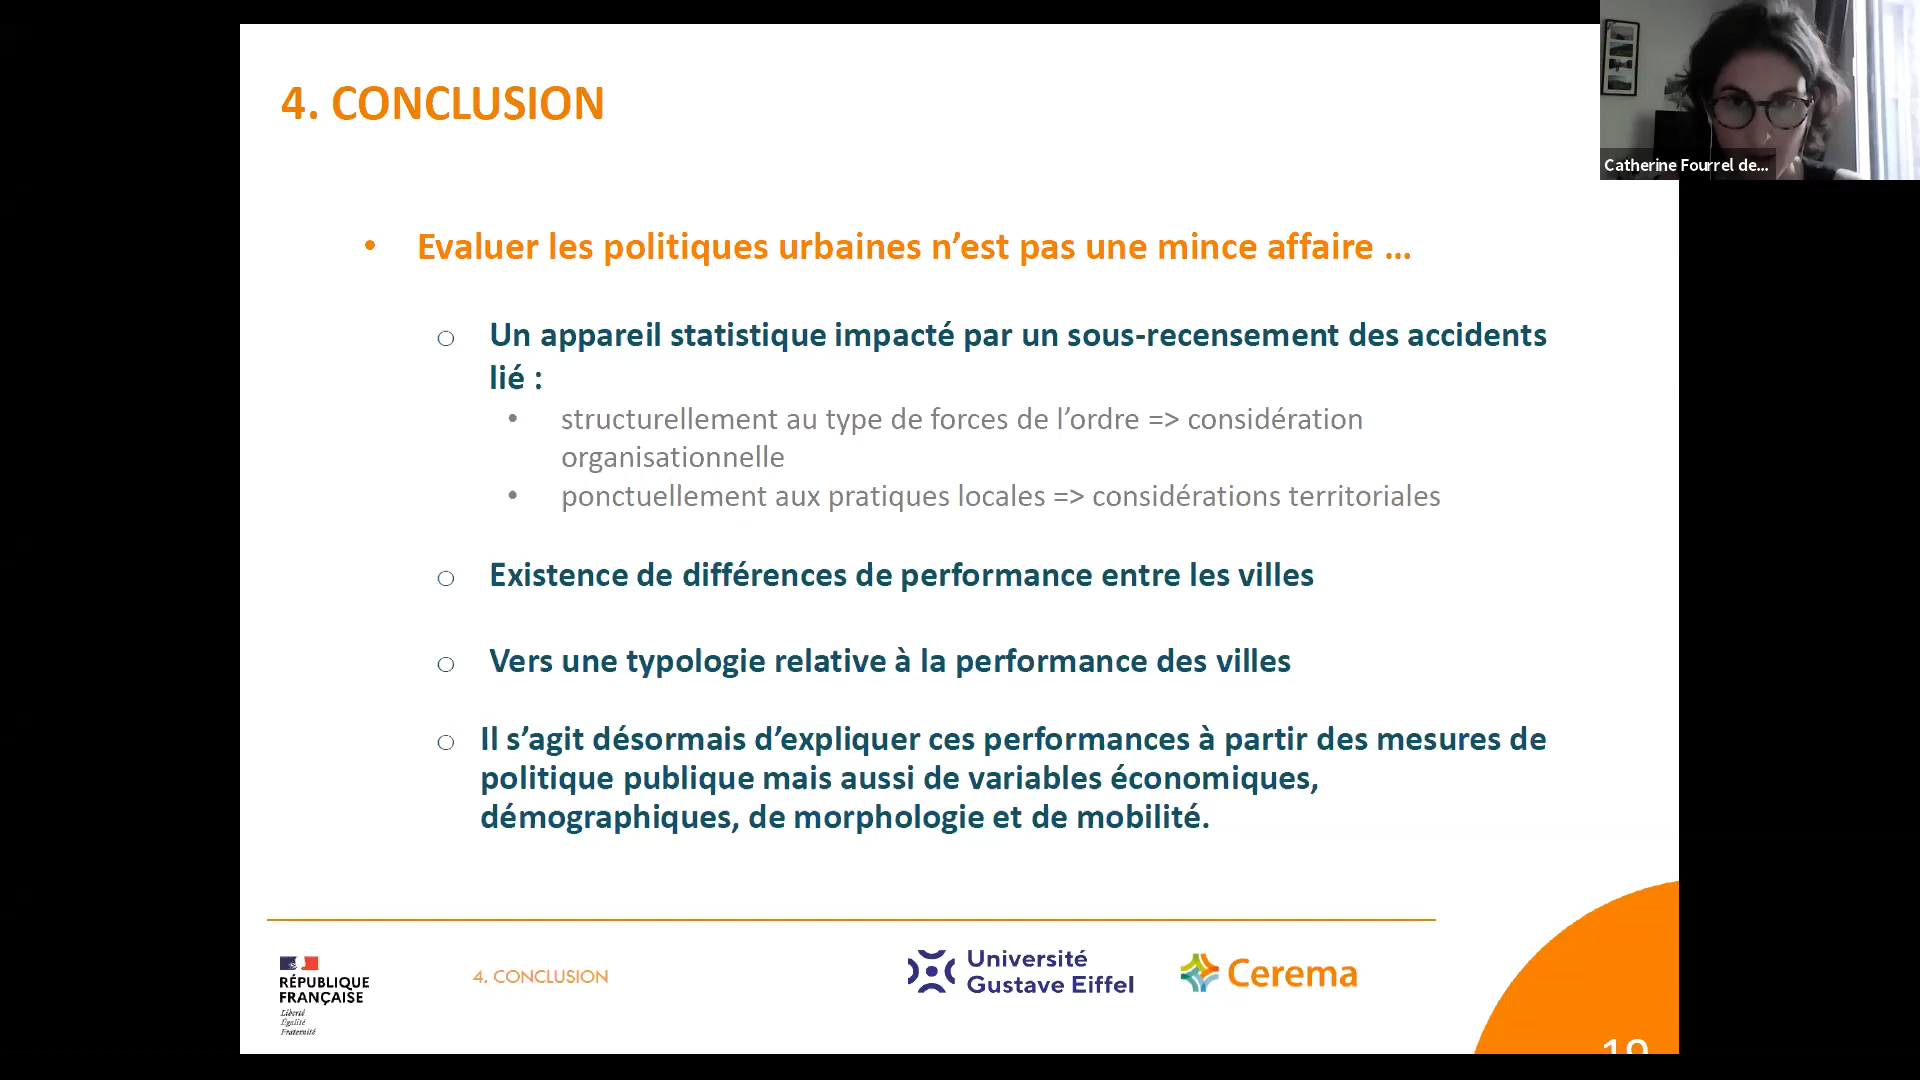 4. CONCLUSION
Catherine Fourrel de...
• Evaluer les politiques urbaines n’est pas une mince affaire ...
o Un appareil statistique impacté par un sous-recensement des accidents
lié :
• structurellement au type de forces de l’ordre => considération
organisationnelle
• ponctuellement aux pratiques locales => considérations territoriales
o Existence de différences de performance entre les villes
o Vers une typologie relative à la performance des villes
o Il s’agit désormais d’expliquer ces performances à partir des mesures de
politique publique mais aussi de variables économiques,
démographiques, de morphologie et de mobilité.
RÉPUBLIQUE
FRANÇAISE
Liberté
Égalité
Fraternité
4. CONCLUSION
Université
Gustave Eiffel
Cerema
19